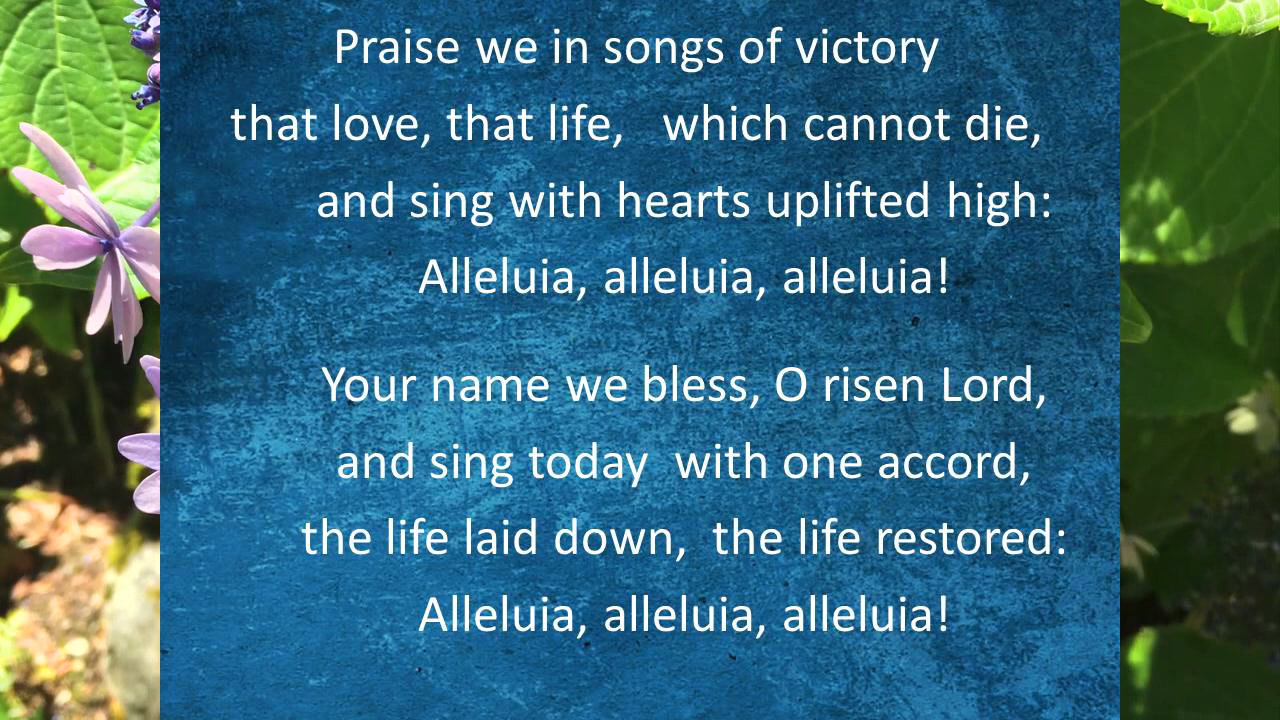 Praise we in songs of victory
that love, that life, which cannot die,
and sing with hearts uplifted high:
Alleluia, alleluia, alleluia!
Your name we bless, O risen Lord,
and sing today with one accord,
the life laid down, the life restored:
Alleluia, alleluia, alleluia!